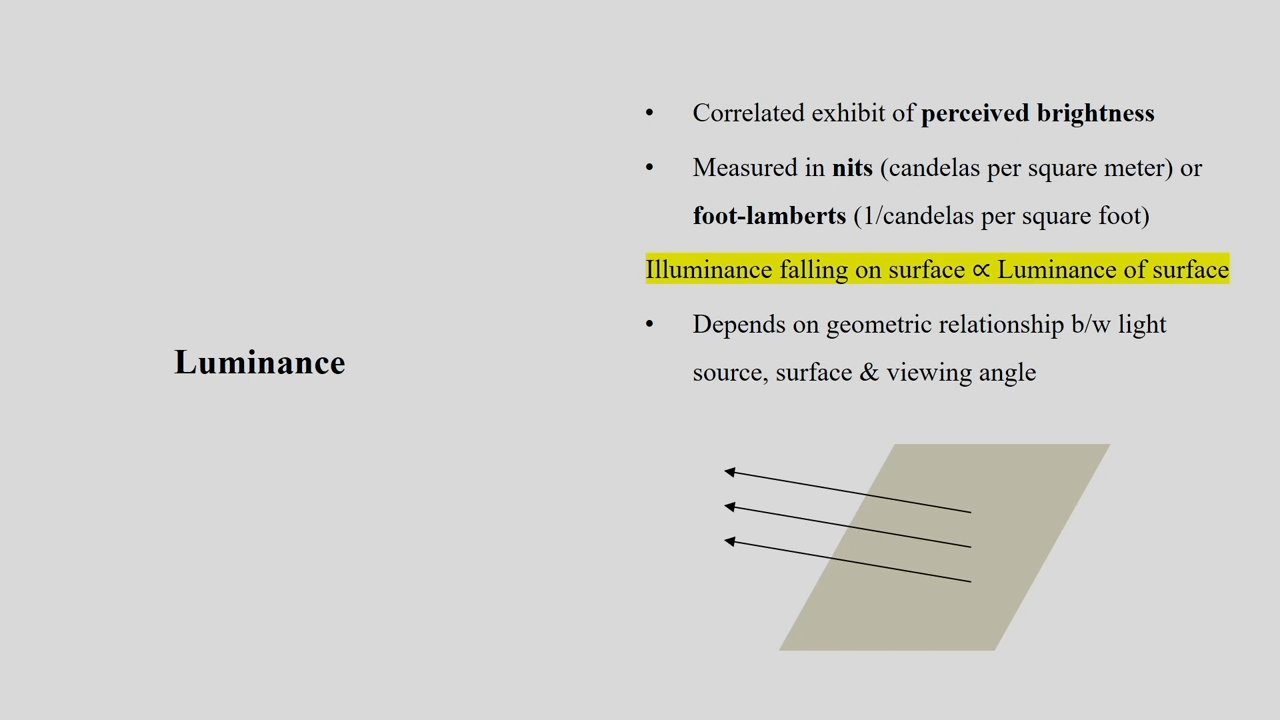 Luminance
• Correlated exhibit of perceived brightness
• Measured in nits (candelas per square meter) or
foot-lamberts (1/candelas per square foot)
Illuminance falling on surface ∝ Luminance of surface
• Depends on geometric relationship b/w light
source, surface & viewing angle